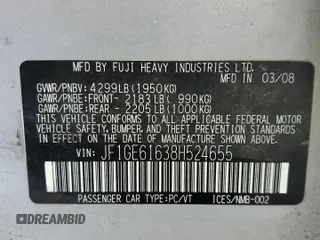 MFD BY FUJI HEAVY INDUSTRIES LTD.
MFD IN 03/08
GVWR/PNBV: 4299LB(1950KG)
GAWR/PNBE:FRONT- 2183LB( 990KG)
GAWR/PNBE:REAR - 2205LB(1000KG)
THIS VEHICLE CONFORMS TO ALL APPLICABLE
FEDERAL MOTOR VEHICLE SAFETY, BUMPER,
AND THEFT PREVENTION STANDARDS IN EFFECT
ON THE DATE OF MANUFACTURE SHOWN ABOVE.
VIN: JF1GE61638H524655
PASSENGER CAR TYPE:PC/VT ICES/NMB-002
DREAMBID